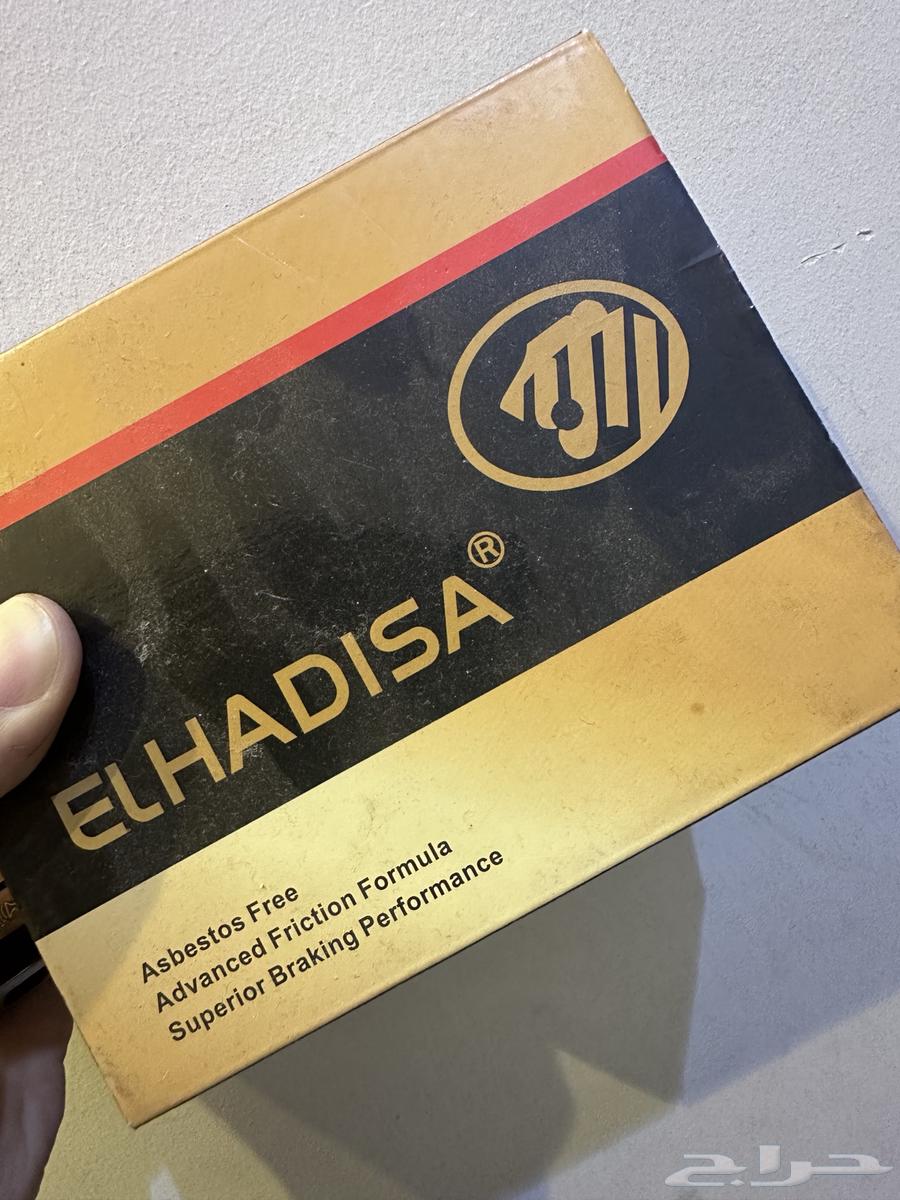 ELHADISA®
Asbestos Free
Advanced Friction Formula
Superior Braking Performance
حراج